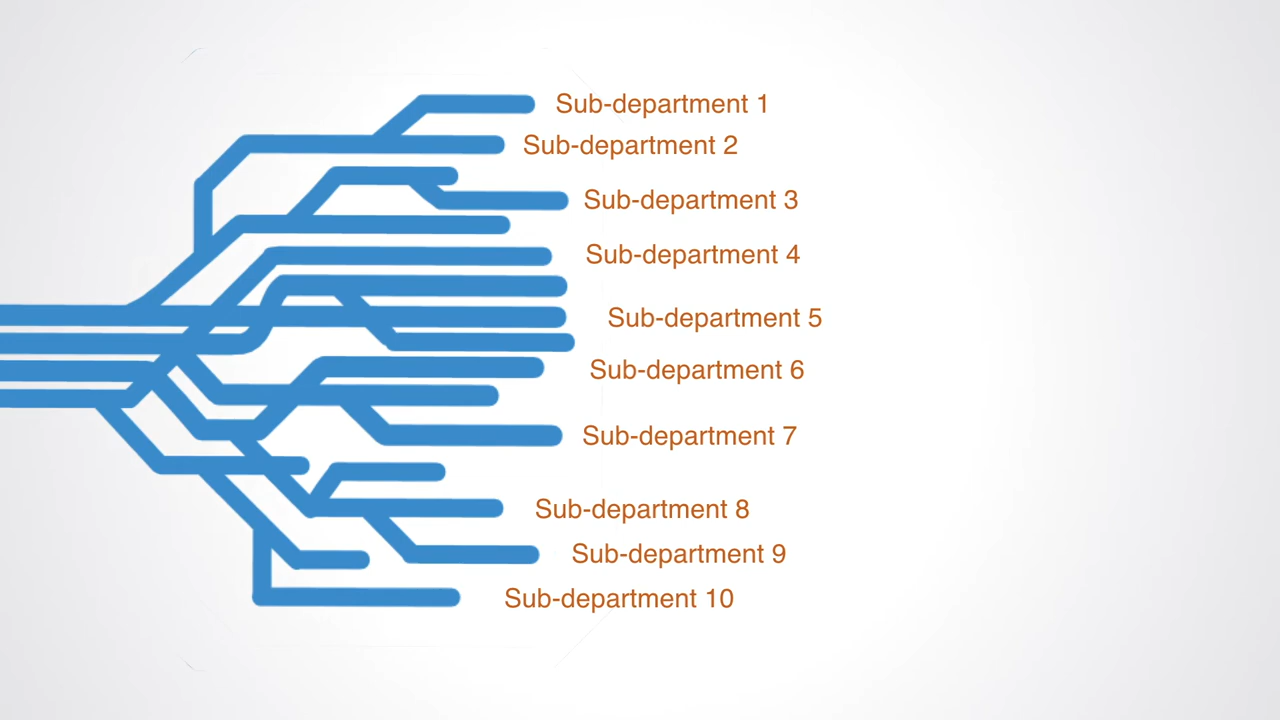 Sub-department 1
Sub-department 2
Sub-department 3
Sub-department 4
Sub-department 5
Sub-department 6
Sub-department 7
Sub-department 8
Sub-department 9
Sub-department 10